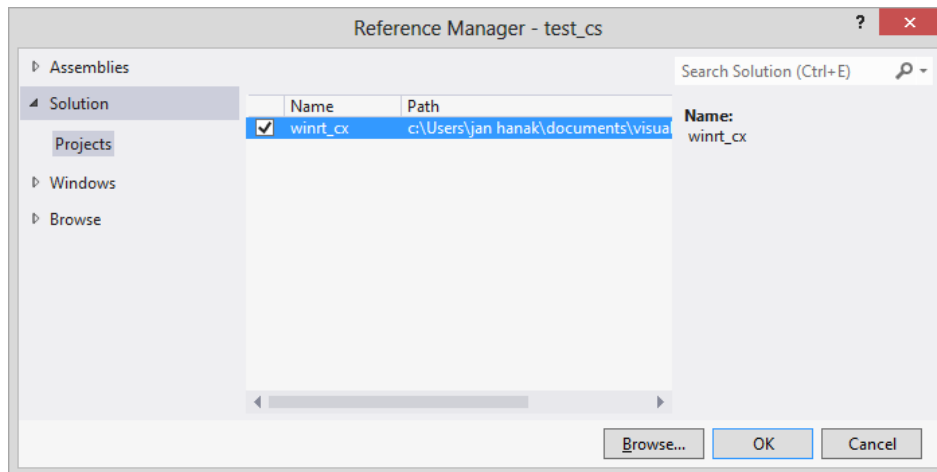 Reference Manager - test_cs
? ×
Assemblies
Solution
Projects
Windows
Browse
Name Path
winrt_cx c:\Users\jan hanak\documents\visual
Search Solution (Ctrl+E)
Name:
winrt_cx
Browse... OK Cancel